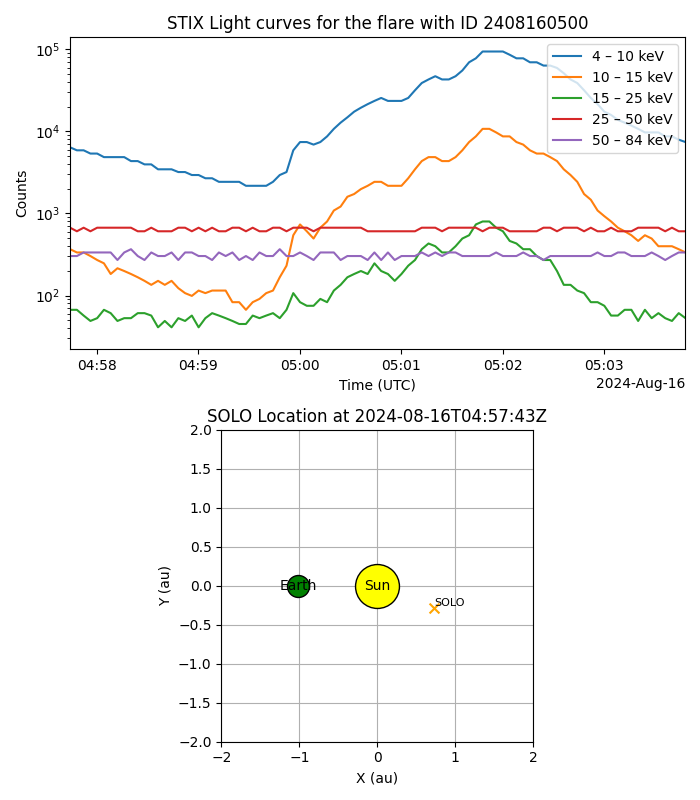 STIX Light curves for the flare with ID 2408160500
Counts
10⁵
10⁴
10³
10²
4 – 10 keV
10 – 15 keV
15 – 25 keV
25 – 50 keV
50 – 84 keV
04:58 04:59 05:00 05:01 05:02 05:03
Time (UTC)
2024-Aug-16
SOLO Location at 2024-08-16T04:57:43Z
Y (au)
2.0
1.5
1.0
0.5
0.0
−0.5
−1.0
−1.5
−2.0
Earth
Sun
SOLO
−2 −1 0 1 2
X (au)